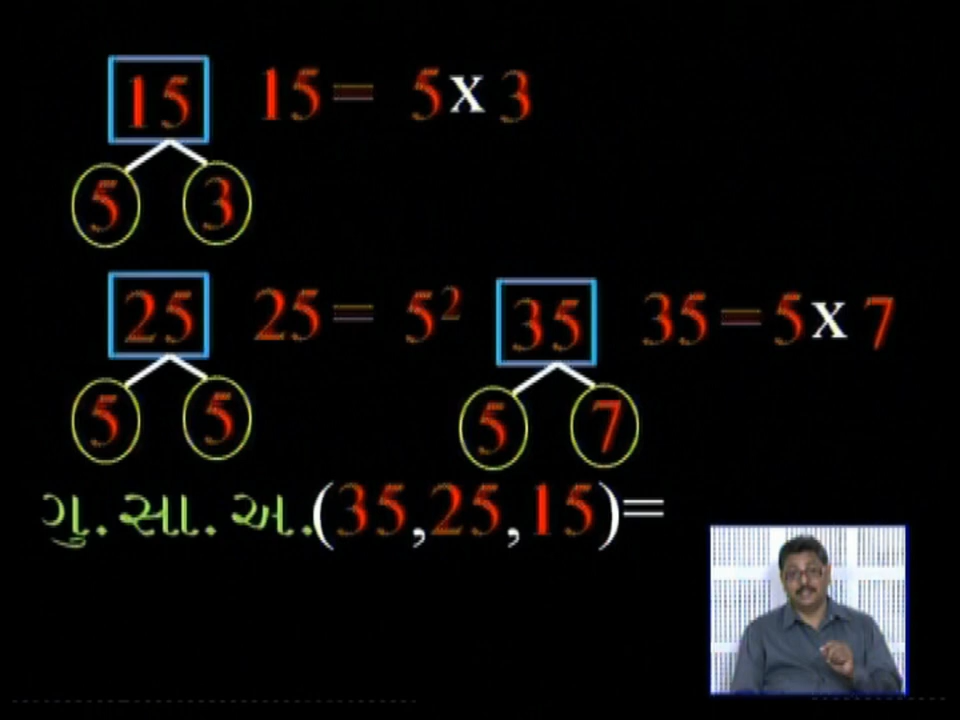 15 15 = 5 x 3
5 3
25 25 = 5² 35 35 = 5 x 7
5 5 5 7
ગુ. સા. અ.(35,25,15)=